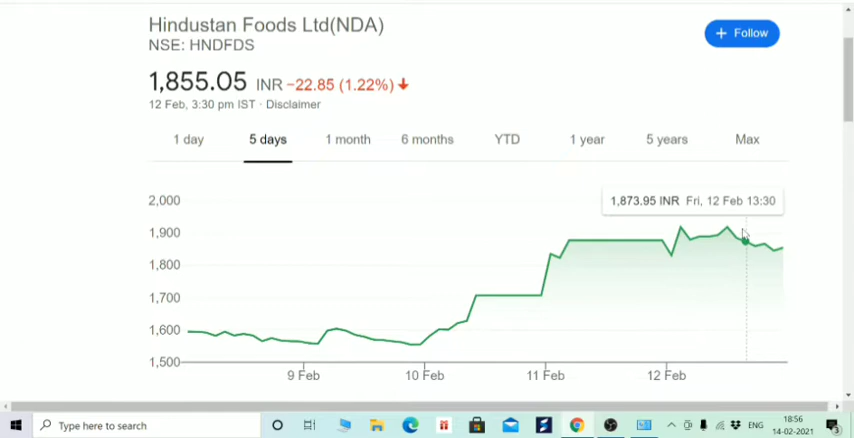 Hindustan Foods Ltd(NDA)
NSE: HNDFDS
+ Follow
1,855.05 INR −22.85 (1.22%)
12 Feb, 3:30 pm IST · Disclaimer
1 day 5 days 1 month 6 months YTD 1 year 5 years Max
1,873.95 INR Fri, 12 Feb 13:30
2,000
1,900
1,800
1,700
1,600
1,500
9 Feb 10 Feb 11 Feb 12 Feb
Type here to search
ENG
18:56
14-02-2021
3